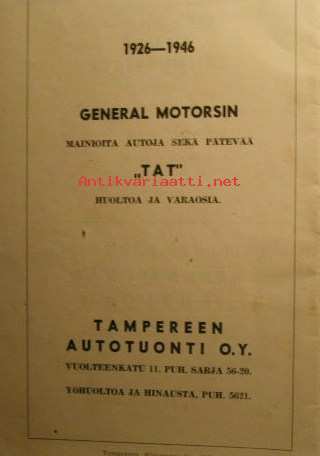 1926—1946
GENERAL MOTORSIN
MAINIOITA AUTOJA SEKÄ PÄTEVÄÄ
„TAT"
Antikvariaatti.net
HUOLTOA JA VARAOSIA.
TAMPEREEN
AUTOTUONTI O.Y.
VUOLTEENKATU 11. PUH. SARJA 56-20.
YÖHUOLTOA JA HINAUSTA, PUH. 5621.